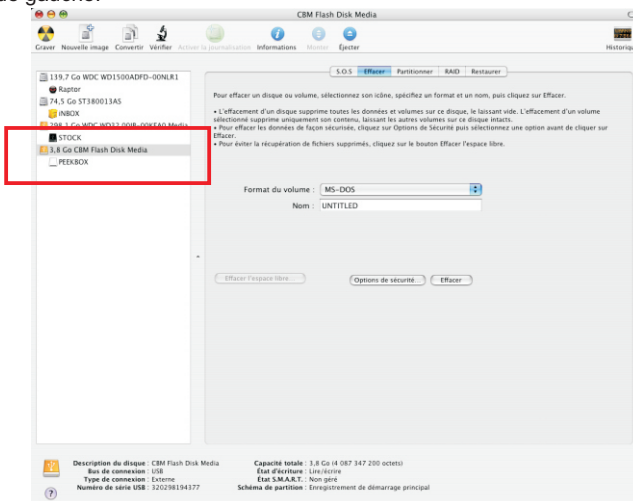 CBM Flash Disk Media
Graver Nouvelle image Convertir Vérifier Activer la journalisation Informations Monter Éjecter Historique
139,7 Go WDC WD1500ADFD-00NLR1
Raptor
74,5 Go ST380013AS
INBOX
STOCK
3,8 Go CBM Flash Disk Media
PEEKBOX
S.O.S Effacer Partitionner RAID Restaurer
Pour effacer un disque ou volume, sélectionnez son icône, spécifiez un format et un nom, puis cliquez sur Effacer.
• L'effacement d'un disque supprime toutes les données et volumes sur ce disque, le laissant vide. L'effacement d'un volume
sélectionné supprime uniquement son contenu, laissant les autres volumes sur ce disque intacts.
• Pour effacer les données de façon sécurisée, cliquez sur Options de Sécurité puis sélectionnez une option avant de cliquer sur
Effacer.
• Pour éviter la récupération de fichiers supprimés, cliquez sur le bouton Effacer l'espace libre.
Format du volume : MS-DOS
Nom : UNTITLED
Effacer l'espace libre... Options de sécurité... Effacer
Description du disque : CBM Flash Disk Media Capacité totale : 3,8 Go (4 087 347 200 octets)
Bus de connexion : USB État d'écriture : Lire/écrire
Type de connexion : Externe État S.M.A.R.T. : Non géré
Numéro de série USB : 320298194377 Schéma de partition : Enregistrement de démarrage principal
?